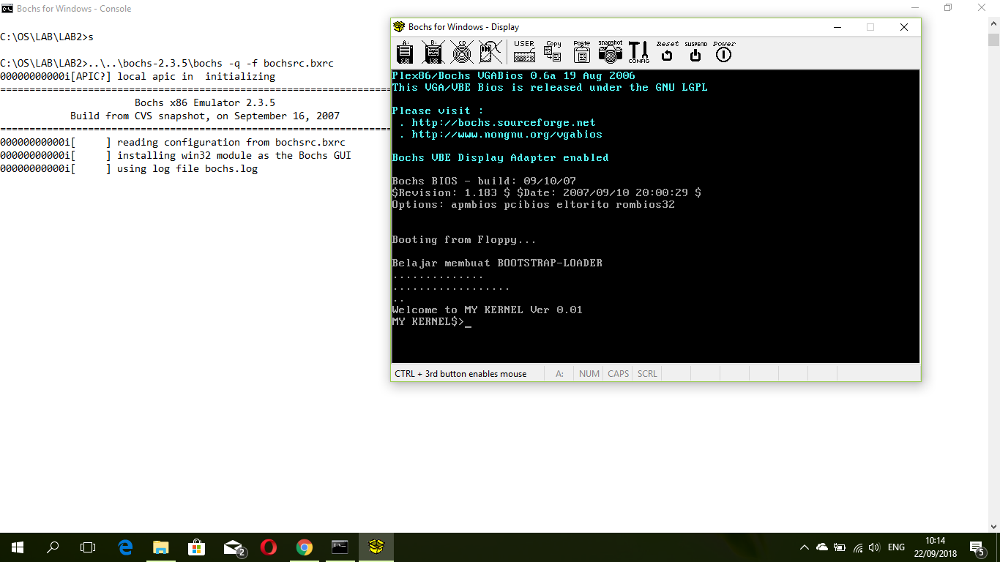 Bochs for Windows - Console
C:\OS\LAB\LAB2>s
C:\OS\LAB\LAB2>..\..\bochs-2.3.5\bochs -q -f bochsrc.bxrc
00000000000i[APIC?] local apic in  initializing
========================================================================
Bochs x86 Emulator 2.3.5
Build from CVS snapshot, on September 16, 2007
========================================================================
00000000000i[     ] reading configuration from bochsrc.bxrc
00000000000i[     ] installing win32 module as the Bochs GUI
00000000000i[     ] using log file bochs.log
Bochs for Windows - Display
A: B: CD USER Copy Paste snapshot CONFIG Reset SUSPEND Power
Plex86/Bochs VGABios 0.6a 19 Aug 2006
This VGA/VBE Bios is released under the GNU LGPL
Please visit :
. http://bochs.sourceforge.net
. http://www.nongnu.org/vgabios
Bochs VBE Display Adapter enabled
Bochs BIOS - build: 09/10/07
$Revision: 1.183 $ $Date: 2007/09/10 20:00:29 $
Options: apmbios pcibios eltorito rombios32
Booting from Floppy...
Belajar membuat BOOTSTRAP-LOADER
..............
..................
..
Welcome to MY KERNEL Ver 0.01
MY KERNEL$>_
CTRL + 3rd button enables mouse A: NUM CAPS SCRL
2
ENG
10:14
22/09/2018
5